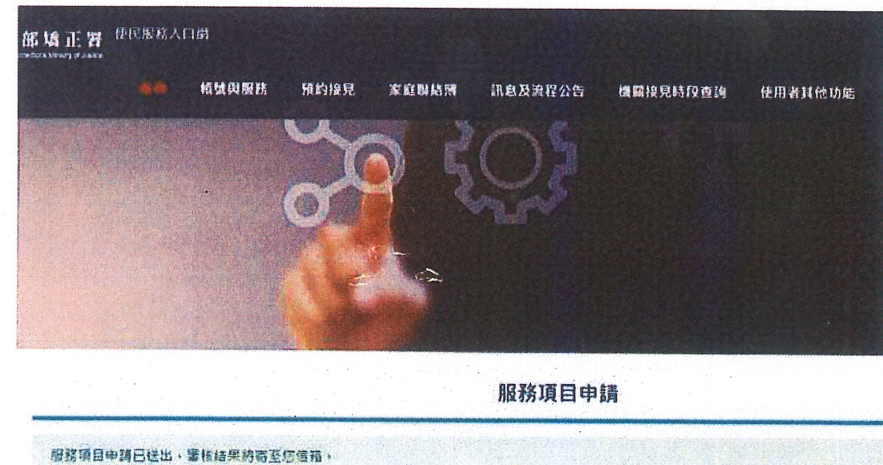 部矯正署 便民服務入口網
帳號與服務 預約接見 家庭聯絡簿 訊息及流程公告 機關接見時段查詢 使用者其他功能
服務項目申請
服務項目申請已送出，審核結果將寄至您信箱。